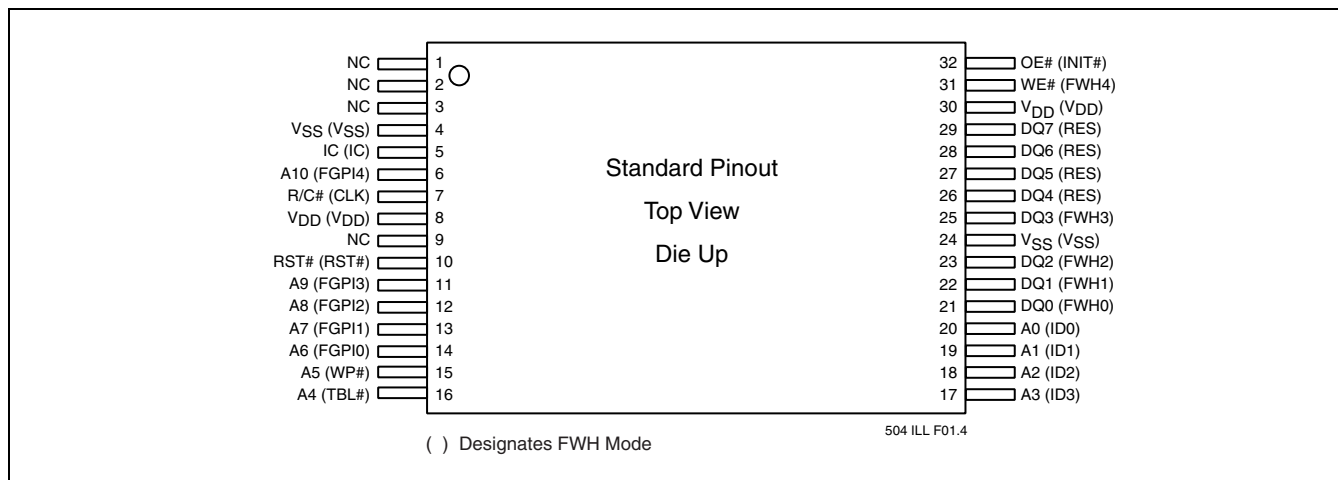 NC 1
NC 2
NC 3
VSS (VSS) 4
IC (IC) 5
A10 (FGPI4) 6
R/C# (CLK) 7
VDD (VDD) 8
NC 9
RST# (RST#) 10
A9 (FGPI3) 11
A8 (FGPI2) 12
A7 (FGPI1) 13
A6 (FGPI0) 14
A5 (WP#) 15
A4 (TBL#) 16
Standard Pinout
Top View
Die Up
32 OE# (INIT#)
31 WE# (FWH4)
30 VDD (VDD)
29 DQ7 (RES)
28 DQ6 (RES)
27 DQ5 (RES)
26 DQ4 (RES)
25 DQ3 (FWH3)
24 VSS (VSS)
23 DQ2 (FWH2)
22 DQ1 (FWH1)
21 DQ0 (FWH0)
20 A0 (ID0)
19 A1 (ID1)
18 A2 (ID2)
17 A3 (ID3)
504 ILL F01.4
( ) Designates FWH Mode